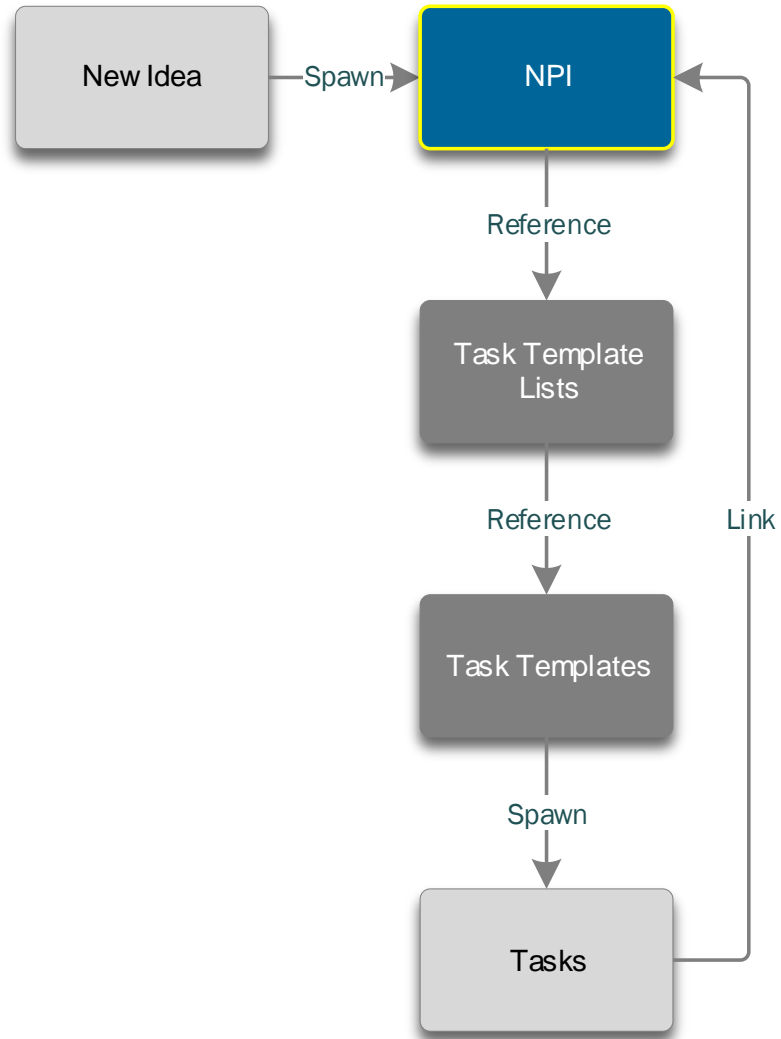 New Idea
Spawn
NPI
Reference
Task Template
Lists
Reference
Link
Task Templates
Spawn
Tasks